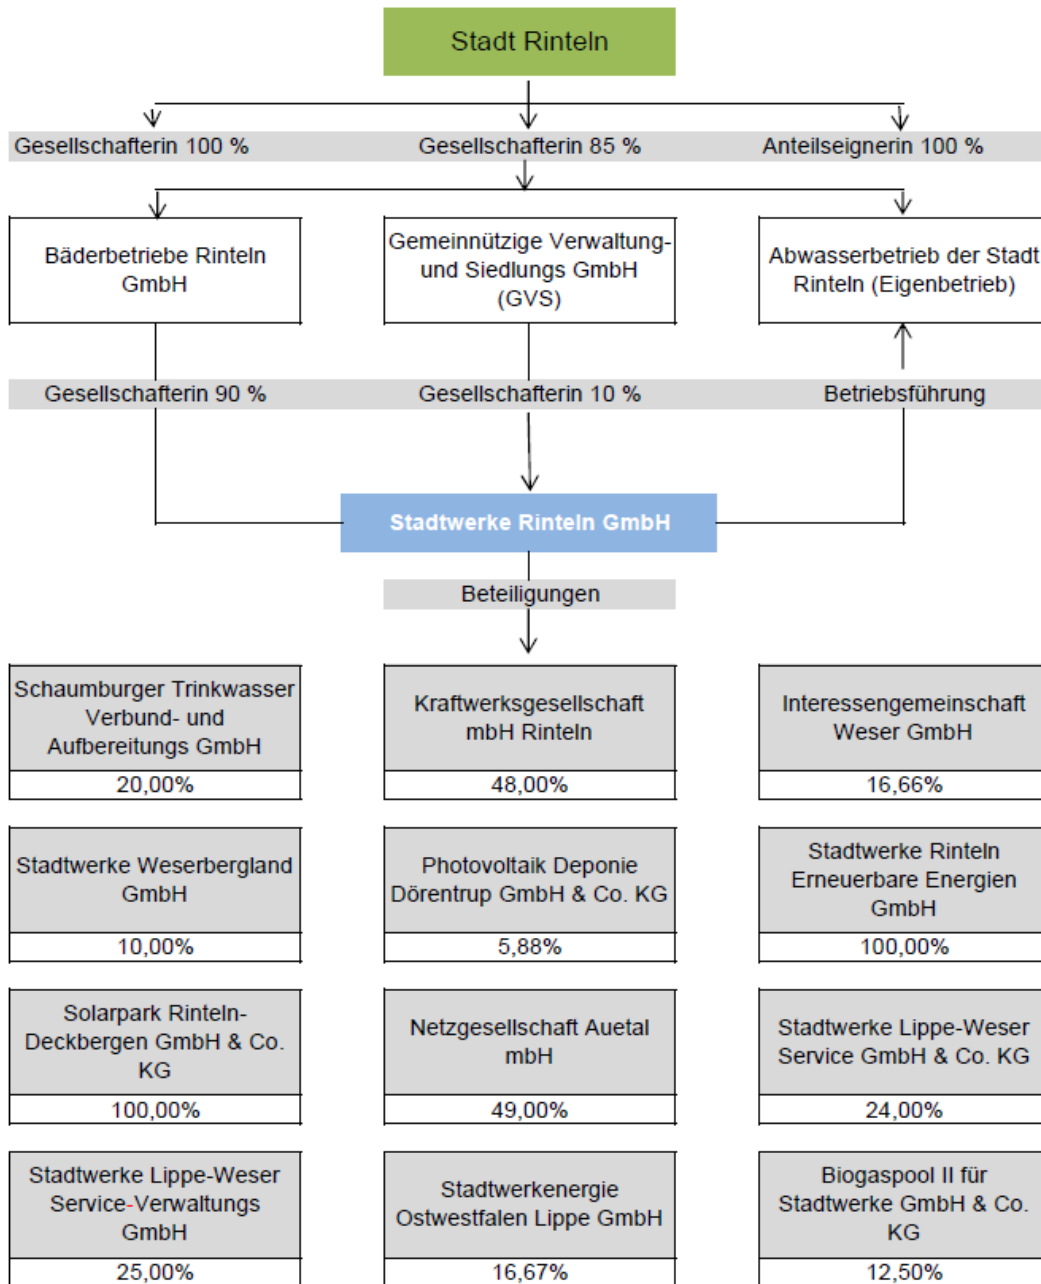 Stadt Rinteln
Gesellschafterin 100 %
Gesellschafterin 85 %
Anteilseignerin 100 %
Bäderbetriebe Rinteln
GmbH
Gemeinnützige Verwaltung-
und Siedlungs GmbH
(GVS)
Abwasserbetrieb der Stadt
Rinteln (Eigenbetrieb)
Gesellschafterin 90 %
Gesellschafterin 10 %
Betriebsführung
Stadtwerke Rinteln GmbH
Beteiligungen
Schaumburger Trinkwasser
Verbund- und
Aufbereitungs GmbH
20,00%
Kraftwerksgesellschaft
mbH Rinteln
48,00%
Interessengemeinschaft
Weser GmbH
16,66%
Stadtwerke Weserbergland
GmbH
10,00%
Photovoltaik Deponie
Dörentrup GmbH & Co. KG
5,88%
Stadtwerke Rinteln
Erneuerbare Energien
GmbH
100,00%
Solarpark Rinteln-
Deckbergen GmbH & Co.
KG
100,00%
Netzgesellschaft Auetal
mbH
49,00%
Stadtwerke Lippe-Weser
Service GmbH & Co. KG
24,00%
Stadtwerke Lippe-Weser
Service-Verwaltungs
GmbH
25,00%
Stadtwerkenergie
Ostwestfalen Lippe GmbH
16,67%
Biogaspool II für
Stadtwerke GmbH & Co.
KG
12,50%